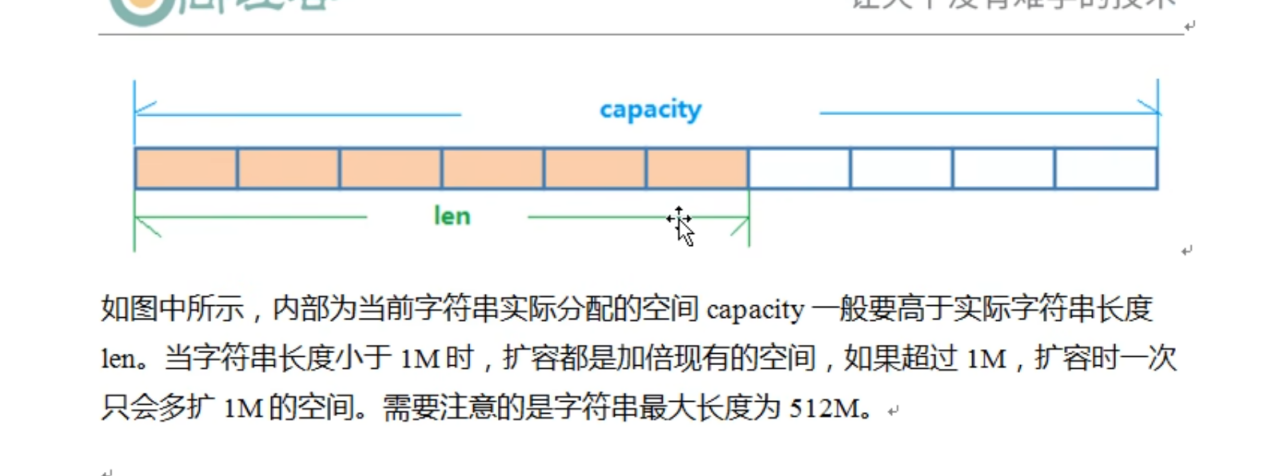 capacity
len
如图中所示，内部为当前字符串实际分配的空间 capacity 一般要高于实际字符串长度
len。当字符串长度小于 1M 时，扩容都是加倍现有的空间，如果超过 1M，扩容时一次
只会多扩 1M 的空间。需要注意的是字符串最大长度为 512M。